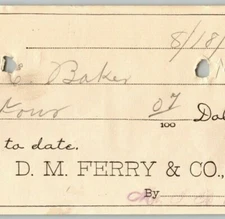 8/18/
C Baker
Four 07/100 Dol
to date.
D. M. FERRY & CO.,
By